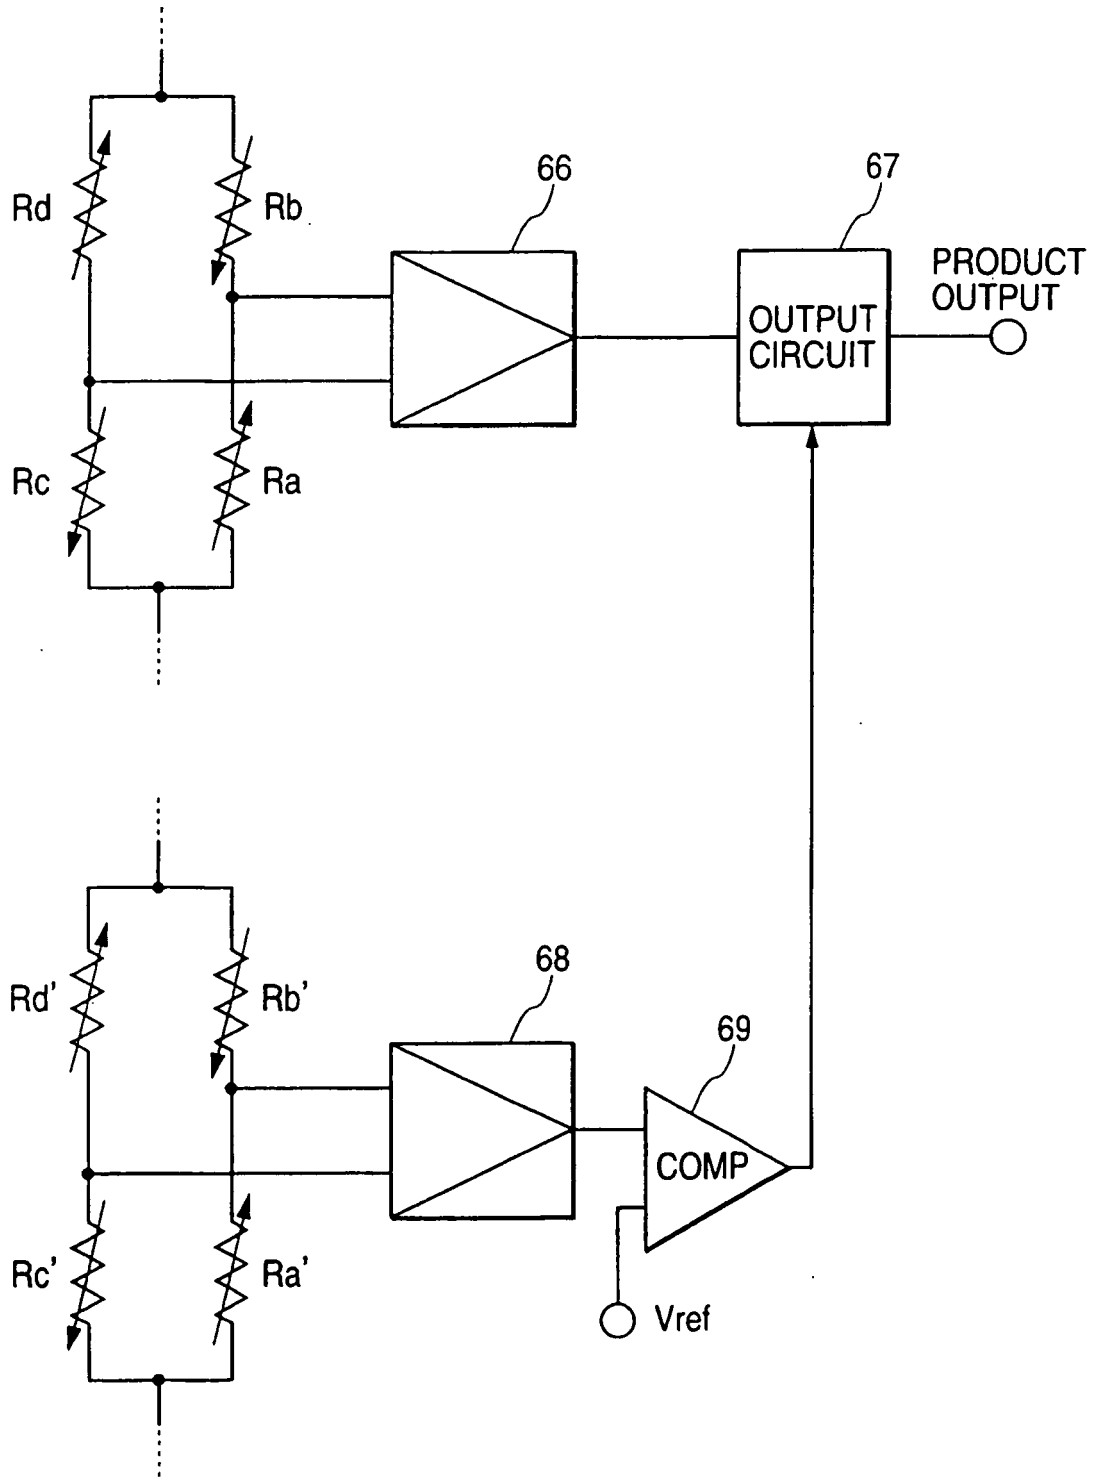 66
67
Rd
Rb
PRODUCT
OUTPUT
OUTPUT
CIRCUIT
Rc
Ra
68
Rd’
Rb’
69
COMP
Rc’
Ra’
Vref